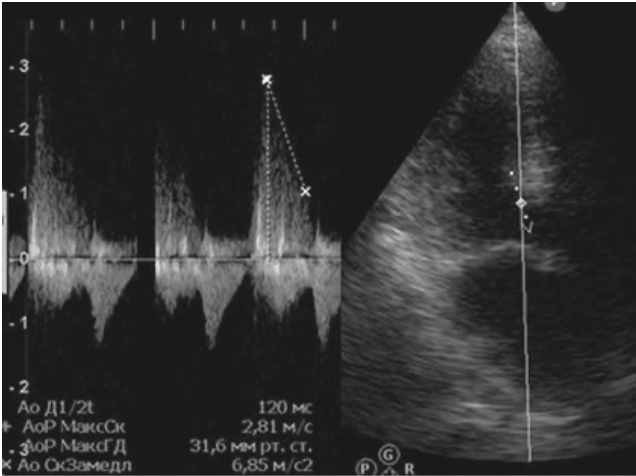 - 3
- 2
- 1
- 0
- 1
- 2
- 3
Ао Д1/2t 120 мс
+ АоР МаксСк 2,81 м/с
АоР МаксГД 31,6 мм рт. ст.
× Ао СкЗамедл 6,85 м/с2
V
G
P R